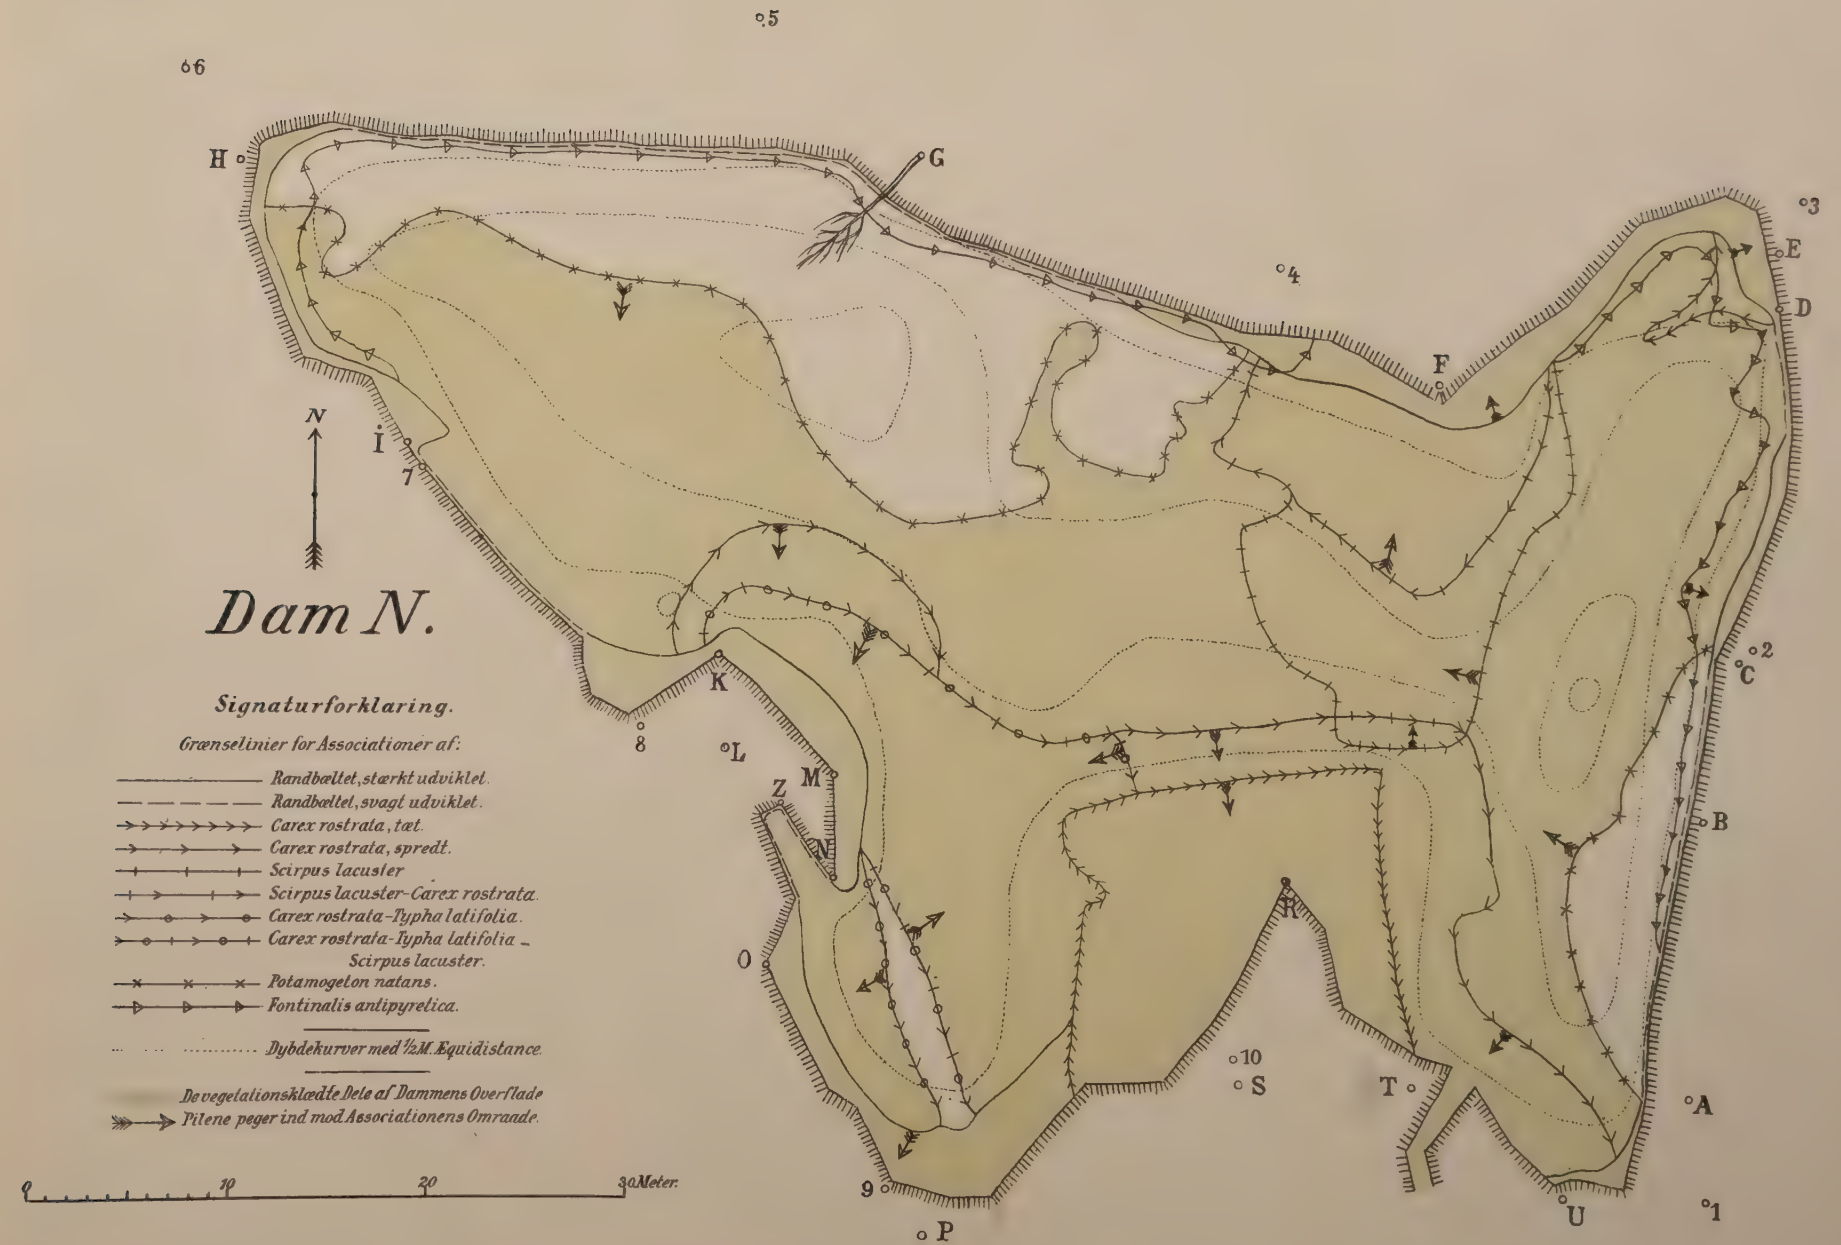 5
6
H
G
3
E
4
D
F
N
I
7
Dam N.
2
C
K
8
L
M
Z
N
B
O
R
10
S
T
A
9
P
U
1
Signaturforklaring.
Grænselinier for Associationer af:
Randbæltet, stærkt udviklet.
Randbæltet, svagt udviklet.
Carex rostrata, tæt.
Carex rostrata, spredt.
Scirpus lacuster
Scirpus lacuster-Carex rostrata.
Carex rostrata-Typha latifolia.
Carex rostrata-Typha latifolia -
Scirpus lacuster.
Potamogeton natans.
Fontinalis antipyretica.
Dybdekurver med ½ M. Æquidistance.
De vegetationsklædte Dele af Dammens Overflade
Pilene peger ind mod Associationens Omraade.
0 10 20 30 Meter.